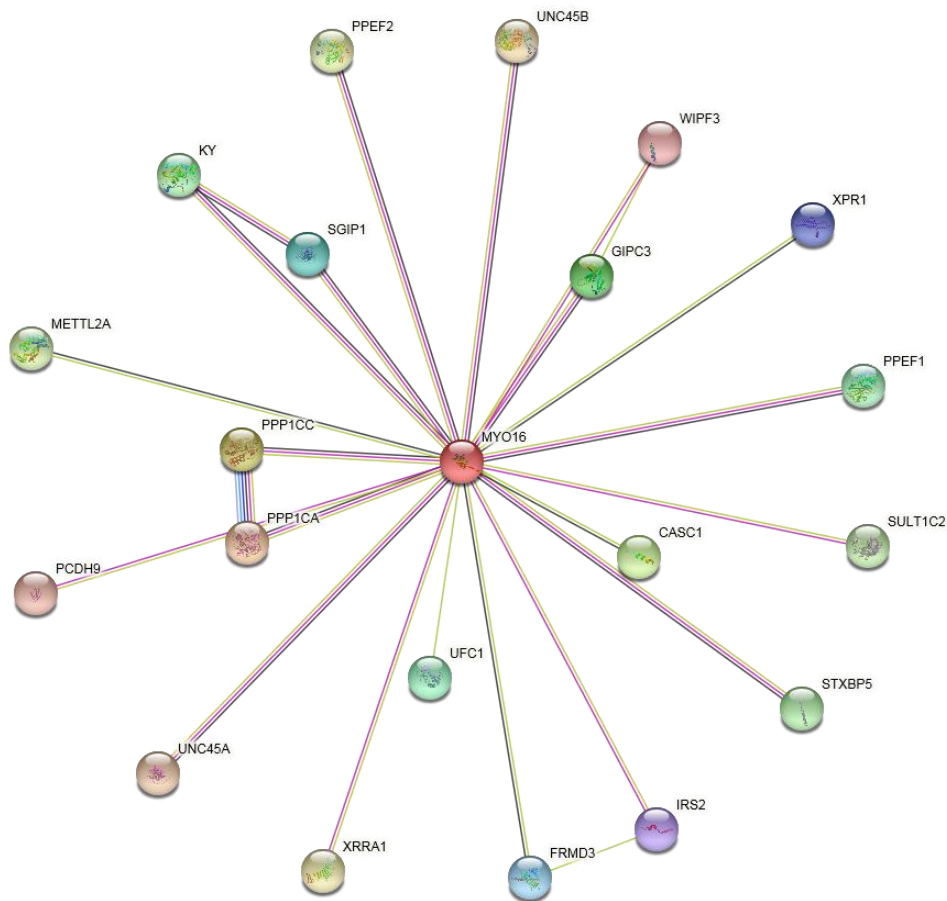 PPEF2
UNC45B
WIPF3
KY
XPR1
SGIP1
GIPC3
METTL2A
PPEF1
PPP1CC
MYO16
PPP1CA
CASC1
SULT1C2
PCDH9
UFC1
STXBP5
UNC45A
IRS2
XRRA1
FRMD3